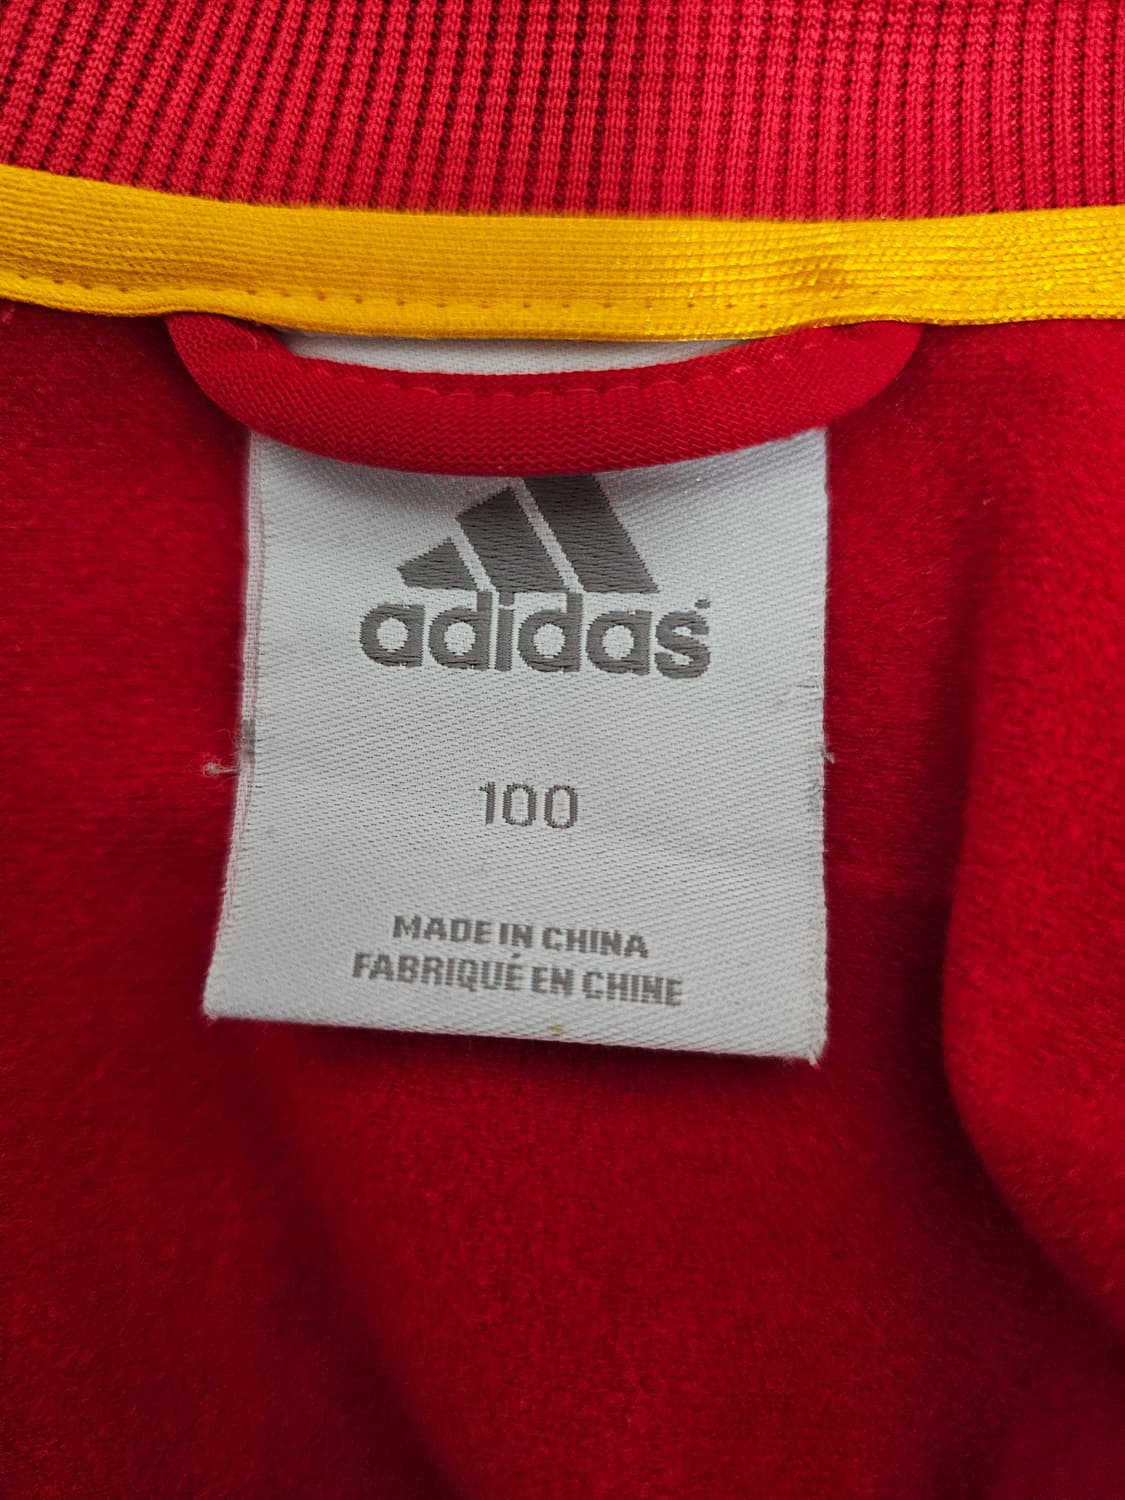 adidas
100
MADE IN CHINA
FABRIQUÉ EN CHINE